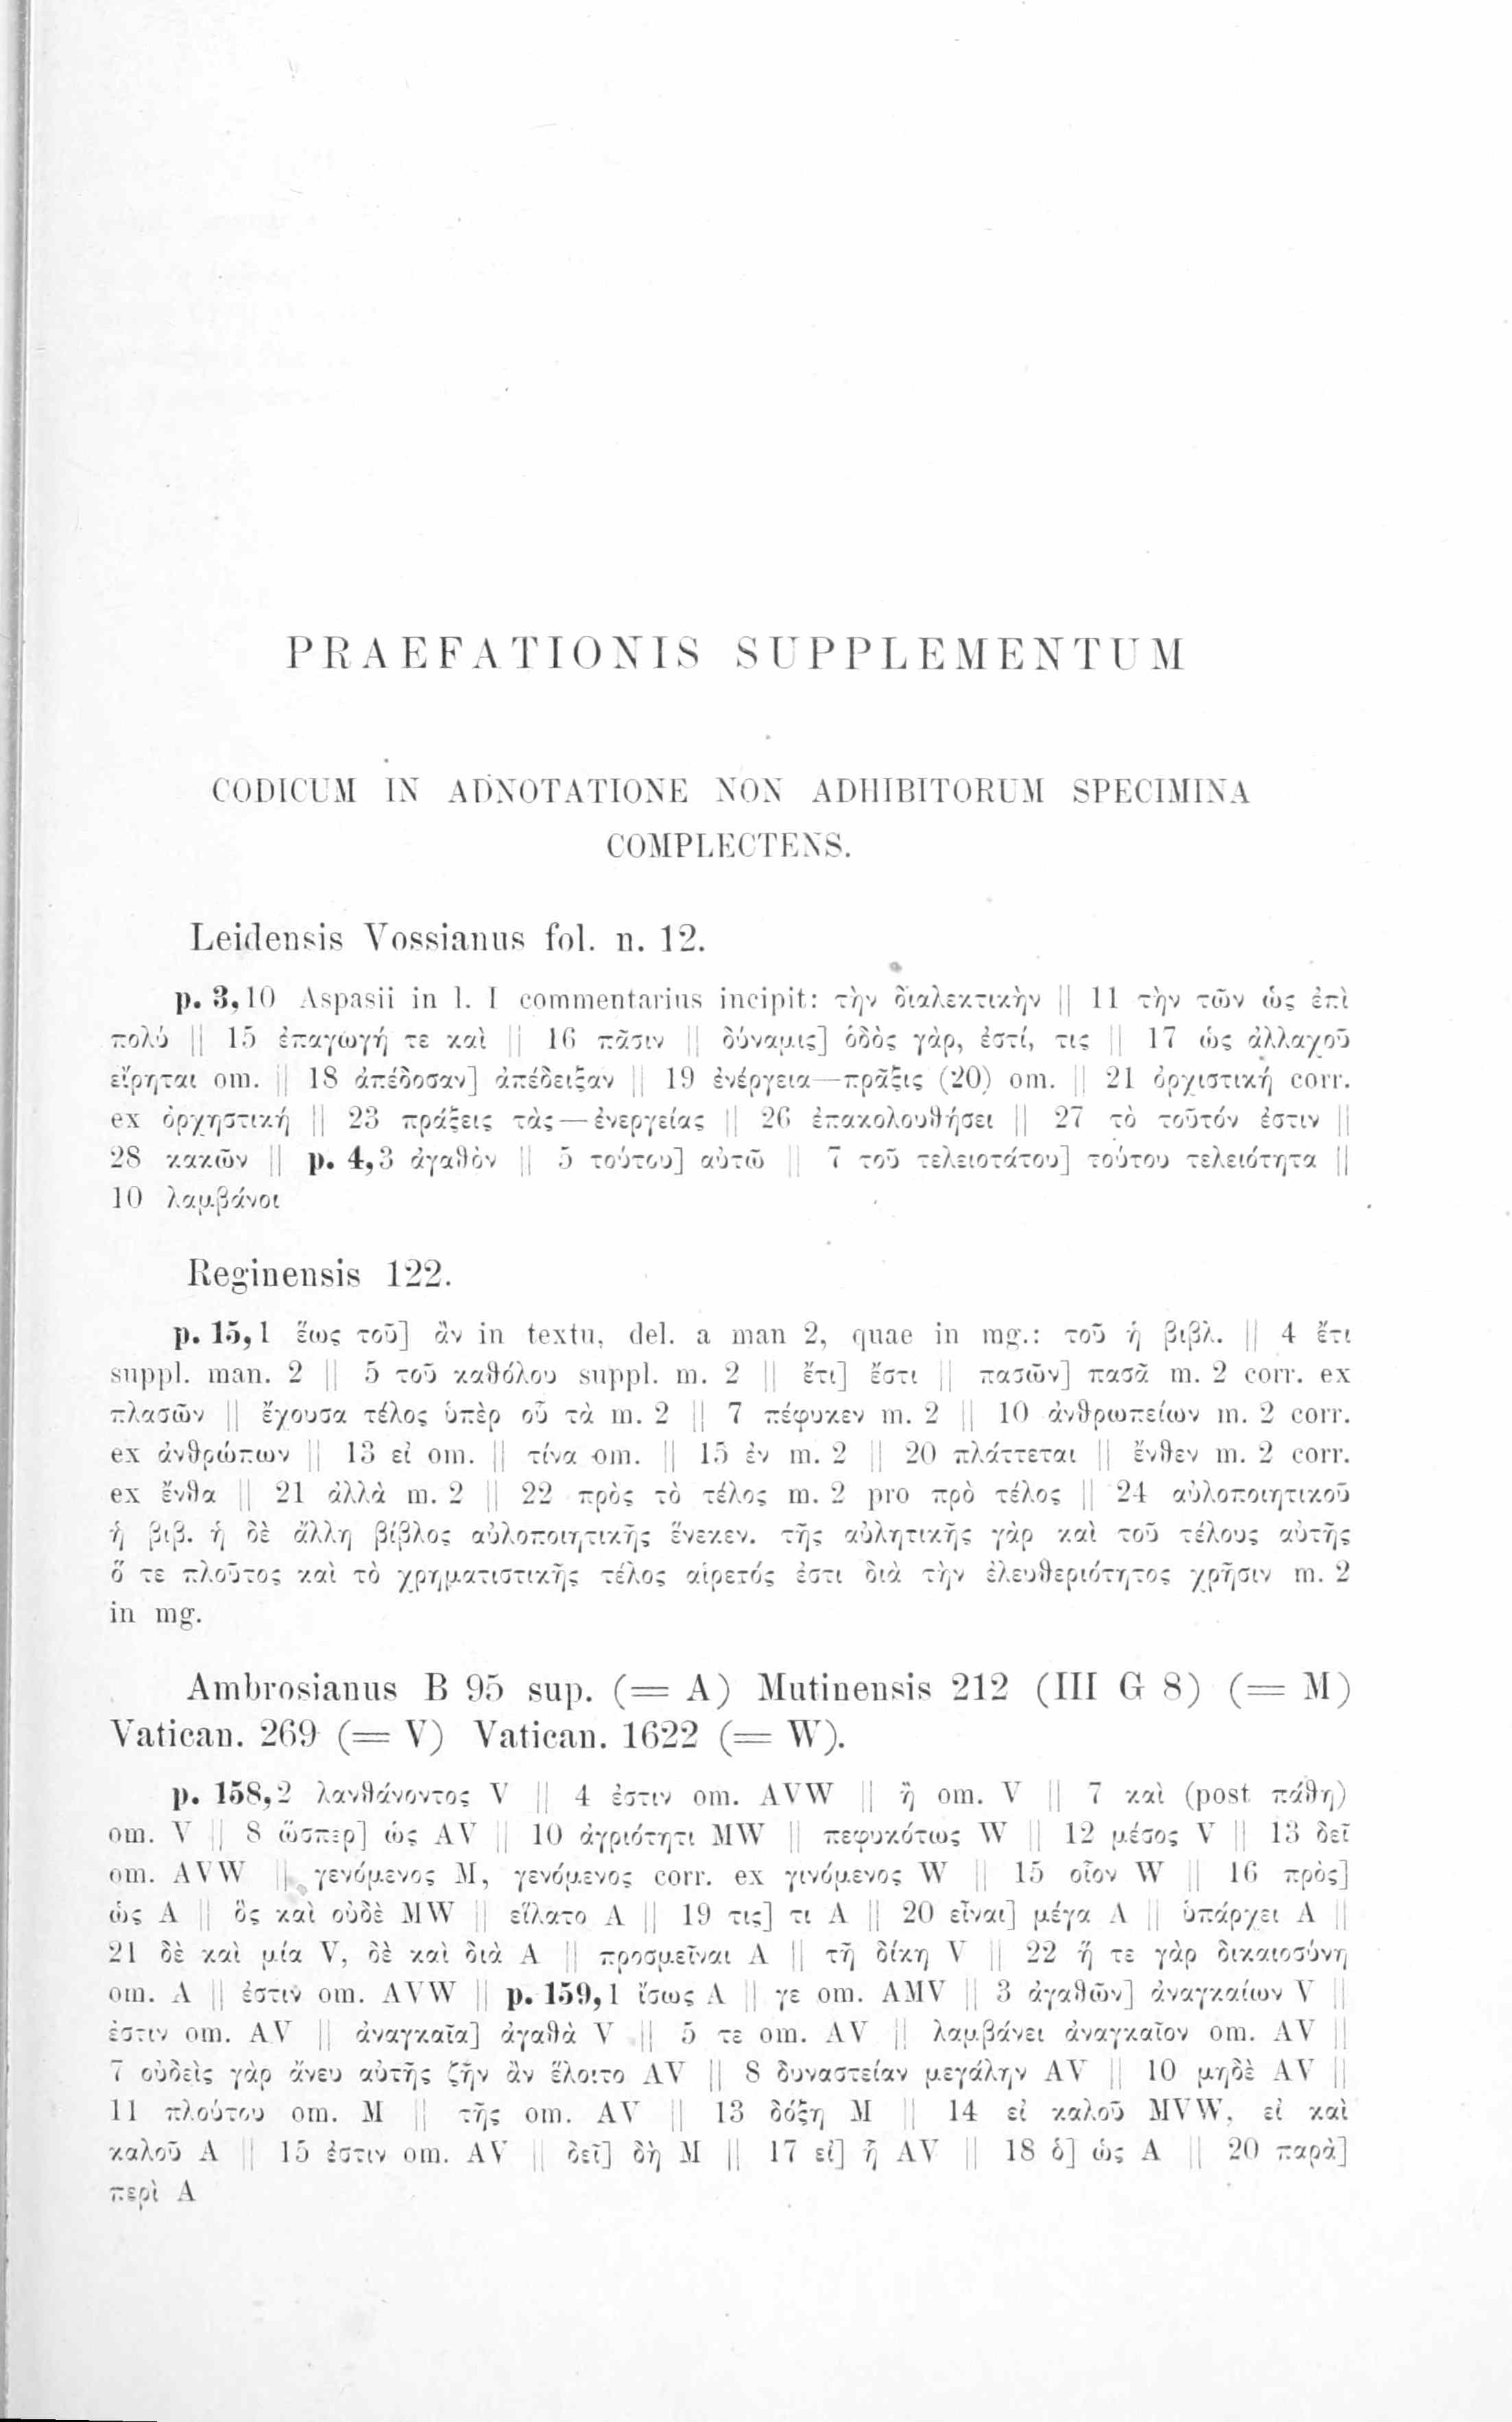 PRAEFATIONIS SUPPLEMENTUM
CODICUM IN ADNOTATIONE NON ADHIBITORUM SPECIMINA
COMPLECTENS.
Leidensis Vossianus fol. n. 12.
p. 3,10 Aspasii in l. I commentarius incipit: τὴν διαλεκτικὴν || 11 τὴν τῶν ὡς ἐπὶ
πολύ || 15 ἐπαγωγή τε καὶ || 16 πᾶσιν || δύναμις] ὁδὸς γὰρ, ἐστί, τις || 17 ὡς ἀλλαχοῦ
εἴρηται om. || 18 ἀπέδοσαν] ἀπέδειξαν || 19 ἐνέργεια—πρᾶξις (20) om. || 21 ὀρχιστική corr.
ex ὀρχηστική || 23 πράξεις τὰς—ἐνεργείας || 26 ἐπακολουθήσει || 27 τὸ τοῦτόν ἐστιν ||
28 κακῶν || p. 4,3 ἀγαθὸν || 5 τούτου] αὐτῶ || 7 τοῦ τελειοτάτου] τούτου τελειότητα ||
10 λαμβάνοι
Reginensis 122.
p. 15,1 ἕως τοῦ] ἂν in textu, del. a man 2, quae in mg.: τοῦ ἡ βιβλ. || 4 ἔτι
suppl. man. 2 || 5 τοῦ καθόλου suppl. m. 2 || ἔτι] ἔστι || πασῶν] πασᾶ m. 2 corr. ex
πλασῶν || ἔχουσα τέλος ὑπὲρ οὗ τὰ m. 2 || 7 πέφυκεν m. 2 || 10 ἀνθρωπείων m. 2 corr.
ex ἀνθρώπων || 13 εἰ om. || τίνα om. || 15 ἐν m. 2 || 20 πλάττεται || ἔνθεν m. 2 corr.
ex ἔνθα || 21 ἀλλὰ m. 2 || 22 πρὸς τὸ τέλος m. 2 pro πρὸ τέλος || 24 αὐλοποιητικοῦ
ἡ βιβ. ἡ δὲ ἄλλη βίβλος αὐλοποιητικῆς ἕνεκεν. τῆς αὐλητικῆς γὰρ καὶ τοῦ τέλους αὐτῆς
ὅ τε πλοῦτος καὶ τὸ χρηματιστικῆς τέλος αἱρετός ἐστι διὰ τὴν ἐλευθεριότητος χρῆσιν m. 2
in mg.
Ambrosianus B 95 sup. (= A) Mutinensis 212 (III G 8) (= M)
Vatican. 269 (= V) Vatican. 1622 (= W).
p. 158,2 λανθάνοντος V || 4 ἐστιν om. AVW || ἢ om. V || 7 καὶ (post πάθη)
om. V || 8 ὥσπερ] ὡς AV || 10 ἀγριότητι MW || πεφυκότως W || 12 μέσος V || 13 δεῖ
om. AVW || γενόμενος M, γενόμενος corr. ex γινόμενος W || 15 οἷον W || 16 πρὸς]
ὡς A || ὃς καὶ οὐδὲ MW || εἵλατο A || 19 τις] τι A || 20 εἶναι] μέγα A || ὑπάρχει A ||
21 δὲ καὶ μία V, δὲ καὶ διὰ A || προσμεῖναι A || τῆ δίκη V || 22 ἥ τε γὰρ δικαιοσύνη
om. A || ἐστιν om. AVW || p. 159,1 ἴσως A || γε om. AMV || 3 ἀγαθῶν] ἀναγκαίων V ||
ἐστιν om. AV || ἀναγκαῖα] ἀγαθὰ V || 5 τε om. AV || λαμβάνει ἀναγκαῖον om. AV ||
7 οὐδεὶς γὰρ ἄνευ αὐτῆς ζῆν ἂν ἕλοιτο AV || 8 δυναστείαν μεγάλην AV || 10 μηδὲ AV ||
11 πλούτου om. M || τῆς om. AV || 13 δόξη M || 14 εἰ καλοῦ MVW, εἰ καὶ
καλοῦ A || 15 ἐστιν om. AV || δεῖ] δὴ M || 17 εἰ] ἢ AV || 18 ὁ] ὡς A || 20 παρὰ]
περὶ A